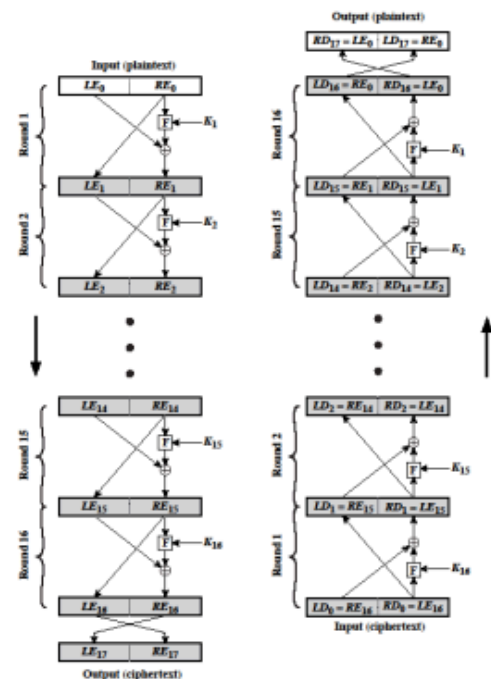 Input (plaintext)
LE0 RE0
Round 1
F K1
LE1 RE1
Round 2
F K2
LE2 RE2
LE14 RE14
Round 15
F K15
LE15 RE15
Round 16
F K16
LE16 RE16
LE17 RE17
Output (ciphertext)
Output (plaintext)
RD17 = LE0 LD17 = RE0
LD16 = RE0 RD16 = LE0
Round 16
F K1
LD15 = RE1 RD15 = LE1
Round 15
F K2
LD14 = RE2 RD14 = LE2
LD2 = RE14 RD2 = LE14
Round 2
F K15
LD1 = RE15 RD1 = LE15
Round 1
F K16
LD0 = RE16 RD0 = LE16
Input (ciphertext)